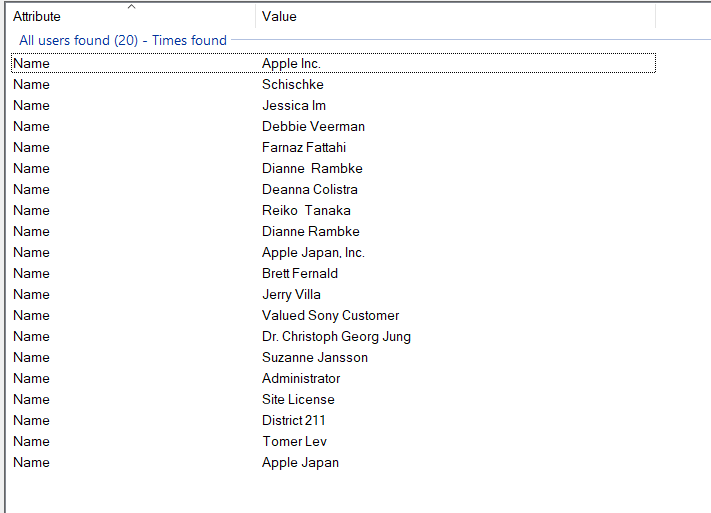 Attribute Value
All users found (20) - Times found
Name Apple Inc.
Name Schischke
Name Jessica Im
Name Debbie Veerman
Name Farnaz Fattahi
Name Dianne  Rambke
Name Deanna Colistra
Name Reiko  Tanaka
Name Dianne Rambke
Name Apple Japan, Inc.
Name Brett Fernald
Name Jerry Villa
Name Valued Sony Customer
Name Dr. Christoph Georg Jung
Name Suzanne Jansson
Name Administrator
Name Site License
Name District 211
Name Tomer Lev
Name Apple Japan